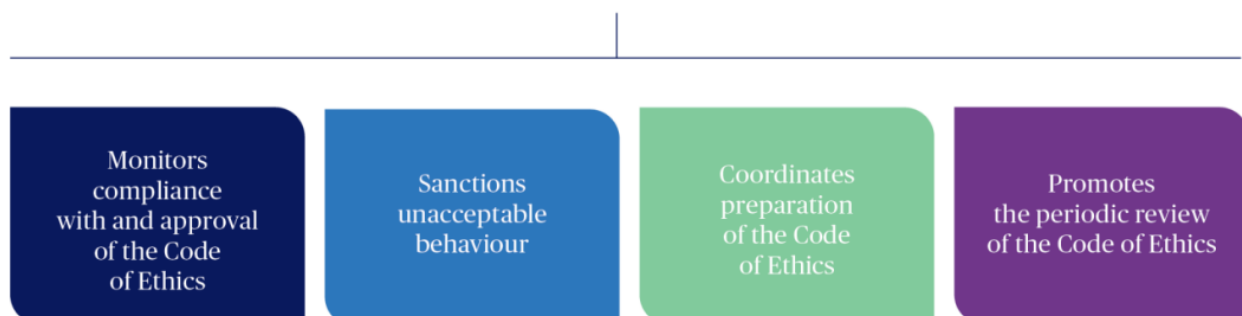 Monitors
compliance
with and approval
of the Code
of Ethics
Sanctions
unacceptable
behaviour
Coordinates
preparation
of the Code
of Ethics
Promotes
the periodic review
of the Code of Ethics